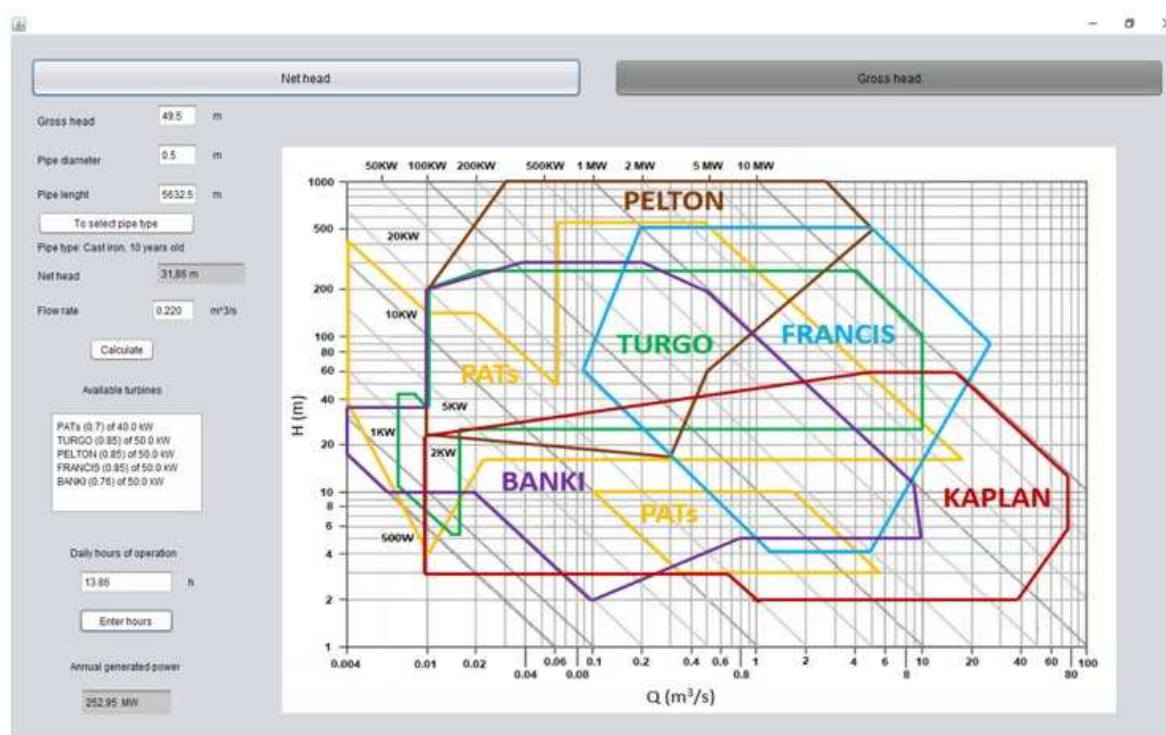 Net head
Gross head
Gross head 49.5 m
Pipe diameter 0.5 m
Pipe lenght 5632.5 m
To select pipe type
Pipe type: Cast iron, 10 years old
Net head 31,86 m
Flow rate 0.220 m^3/s
Calculate
Available turbines
PATs (0.7) of 40.0 kW
TURGO (0.85) of 50.0 kW
PELTON (0.85) of 50.0 kW
FRANCIS (0.85) of 50.0 kW
BANKI (0.76) of 50.0 kW
Daily hours of operation
13.86 h
Enter hours
Annual generated power
252,95 MW
50KW 100KW 200KW 500KW 1 MW 2 MW 5 MW 10 MW
1000
500
200
100
80
60
40
20
10
8
6
4
2
1
H (m)
20KW
10KW
5KW
1KW
2KW
500W
PELTON
TURGO
FRANCIS
PATs
BANKI
PATs
KAPLAN
0.004 0.01 0.02 0.06 0.1 0.2 0.4 0.6 1 2 4 6 10 20 40 60 100
0.04 0.08 0.8 8 80
Q (m³/s)